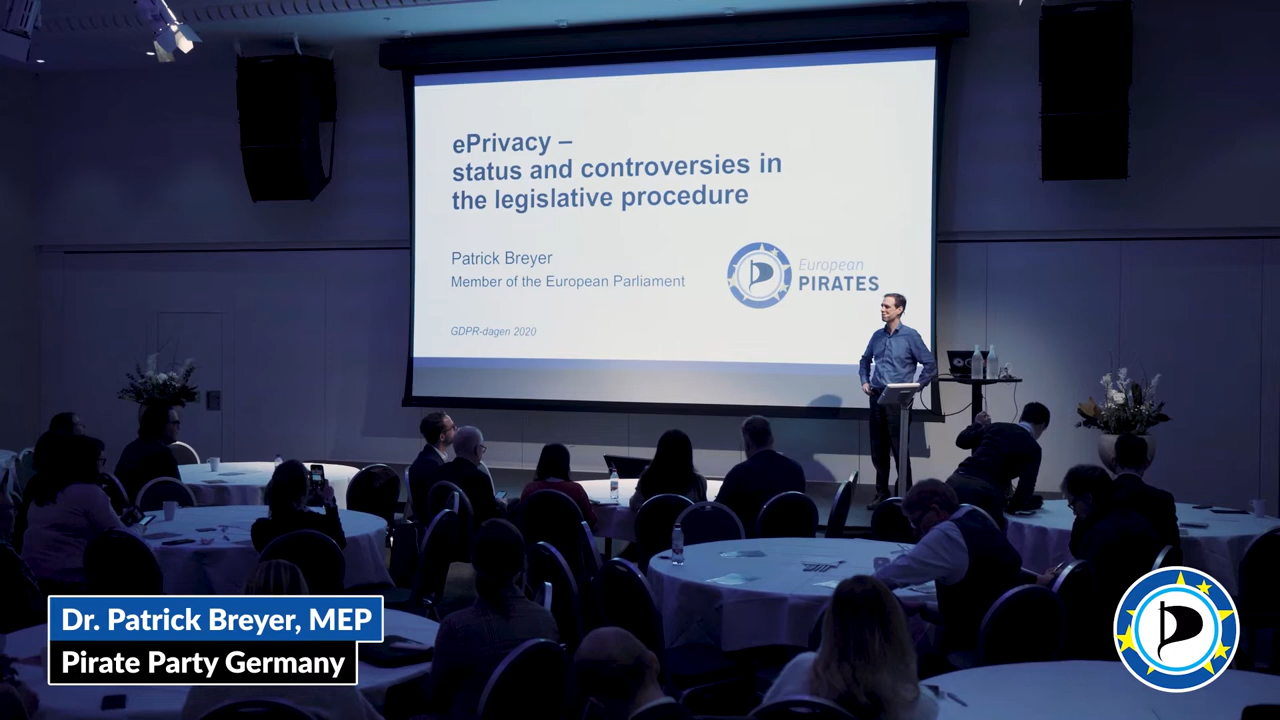 ePrivacy –
status and controversies in
the legislative procedure
Patrick Breyer
Member of the European Parliament
European
PIRATES
GDPR-dagen 2020
Dr. Patrick Breyer, MEP
Pirate Party Germany